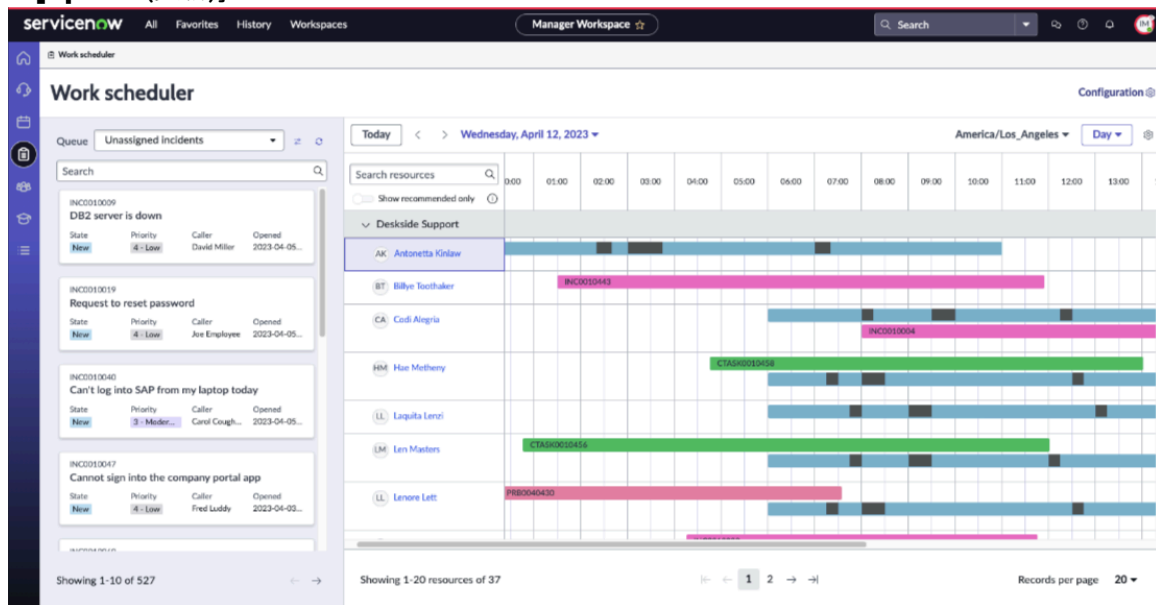 servicenow All Favorites History Workspaces Manager Workspace ☆ Search
Work scheduler
Work scheduler
Configuration
Queue Unassigned incidents
Search
INC0010009
DB2 server is down
State Priority Caller Opened
New 4 - Low David Miller 2023-04-05...
INC0010019
Request to reset password
State Priority Caller Opened
New 4 - Low Joe Employee 2023-04-05...
INC0010040
Can't log into SAP from my laptop today
State Priority Caller Opened
New 3 - Moder... Carol Cough... 2023-04-05...
INC0010047
Cannot sign into the company portal app
State Priority Caller Opened
New 4 - Low Fred Luddy 2023-04-03...
Showing 1-10 of 527
Today Wednesday, April 12, 2023 America/Los_Angeles Day
Search resources
Show recommended only
0:00 01:00 02:00 03:00 04:00 05:00 06:00 07:00 08:00 09:00 10:00 11:00 12:00 13:00
Deskside Support
AK Antonetta Kinlaw
BT Billye Toothaker
INC0010443
CA Codi Alegria
INC0010004
HM Hae Metheny
CTASK0010458
LL Laquita Lenzi
LM Len Masters
CTASK0010456
LL Lenore Lett
PRB0040430
Showing 1-20 resources of 37
1 2
Records per page 20